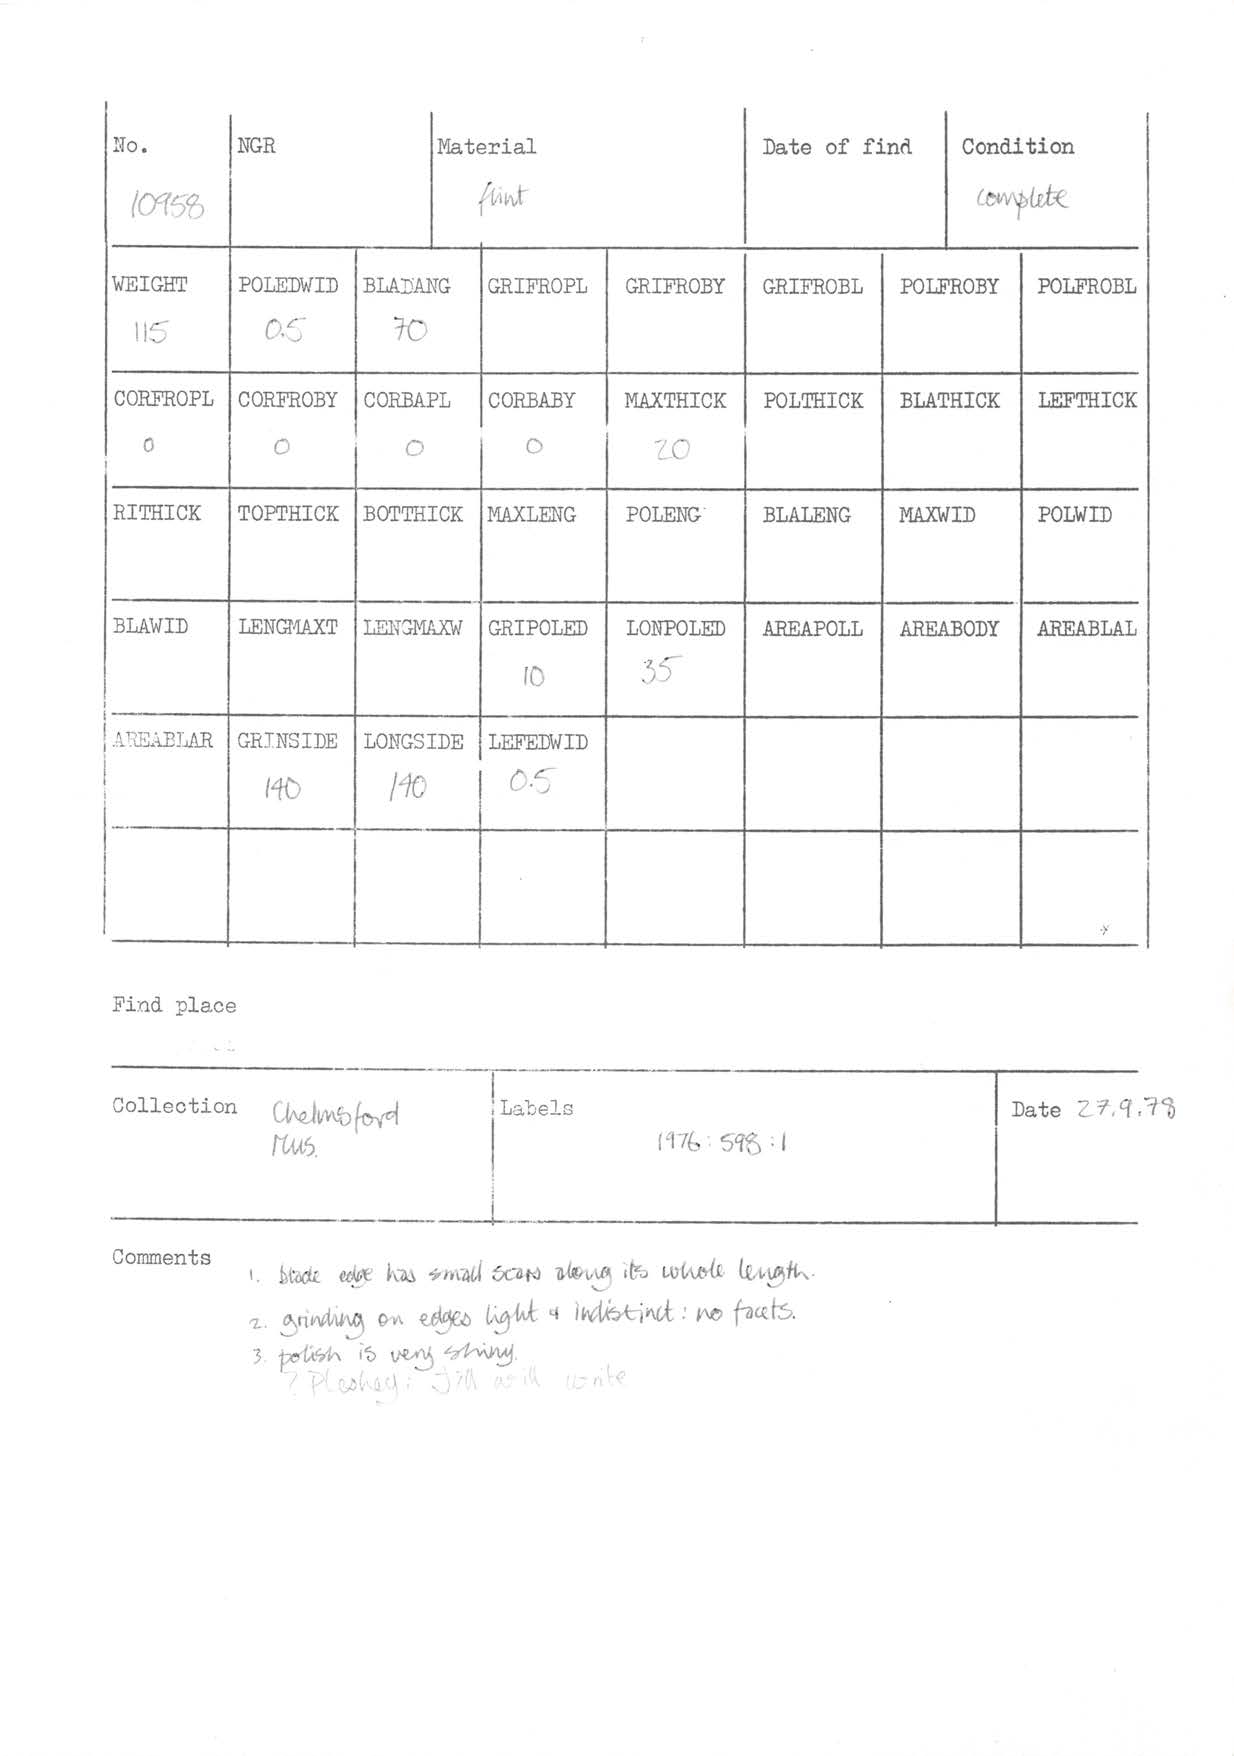 No. NGR Material Date of find Condition
10958 flint complete
WEIGHT POLEDWID BLADANG GRIFROPL GRIFROBY GRIFROBL POLFROBY POLFROBL
115 0.5 70
CORFROPL CORFROBY CORBAPL CORBABY MAXTHICK POLTHICK BLATHICK LEFTHICK
0 0 0 0 20
RITHICK TOPTHICK BOTTHICK MAXLENG POLENG BLALENG MAXWID POLWID
BLAWID LENGMAXT LENGMAXW GRIPOLED LONPOLED AREAPOLL AREABODY AREABLAL
10 35
AREABLAR GRINSIDE LONGSIDE LEFEDWID
140 140 0.5
Find place
Collection Chelmsford Labels Date 27.9.78
Mus. 1976:598:1
Comments 1. blade edge has small scars along its whole length.
2. grinding on edges light & indistinct: no facets.
3. polish is very shiny.
? Pleshey: Jill will write